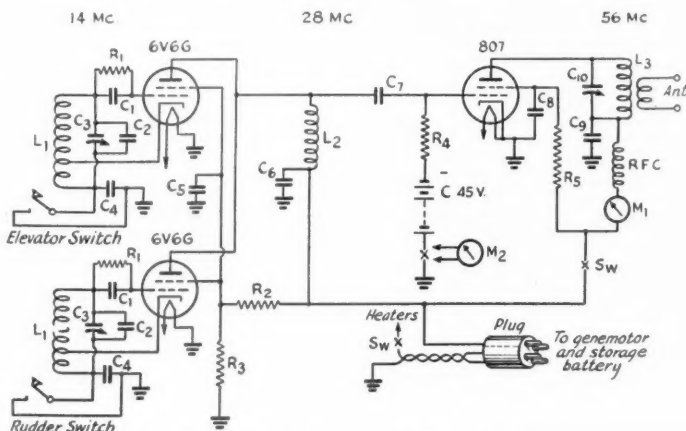 14 MC 28 MC 56 MC
6V6G
807
R1
C1
C3
C2
L1
C4
Elevator Switch
C5
C6
L2
C7
R4
C 45 V.
M2
C8
R5
C10
L3
Ant.
C9
RFC
M1
Sw
6V6G
R1
C1
C3
C2
L1
C4
Rudder Switch
R2
R3
Heaters
Sw
Plug
To genemotor
and storage
battery